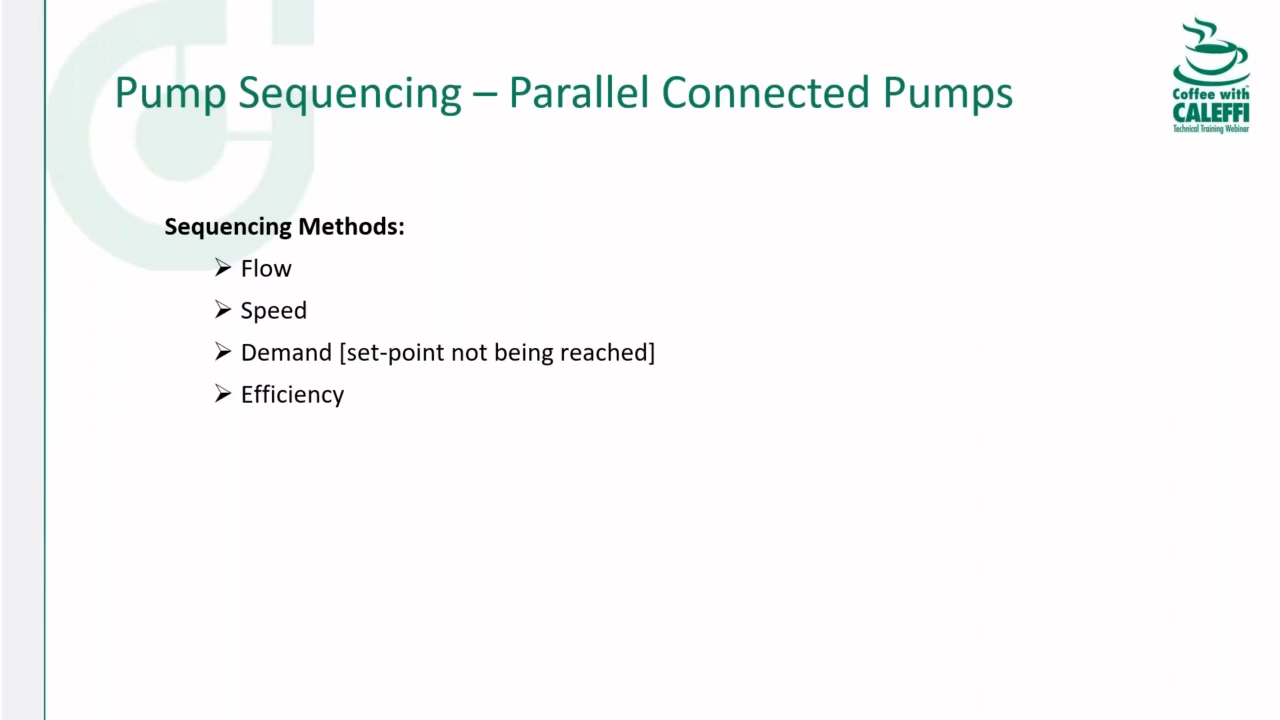 Pump Sequencing – Parallel Connected Pumps
Coffee with
CALEFFI
Technical Training Webinar
Sequencing Methods:
➢ Flow
➢ Speed
➢ Demand [set-point not being reached]
➢ Efficiency